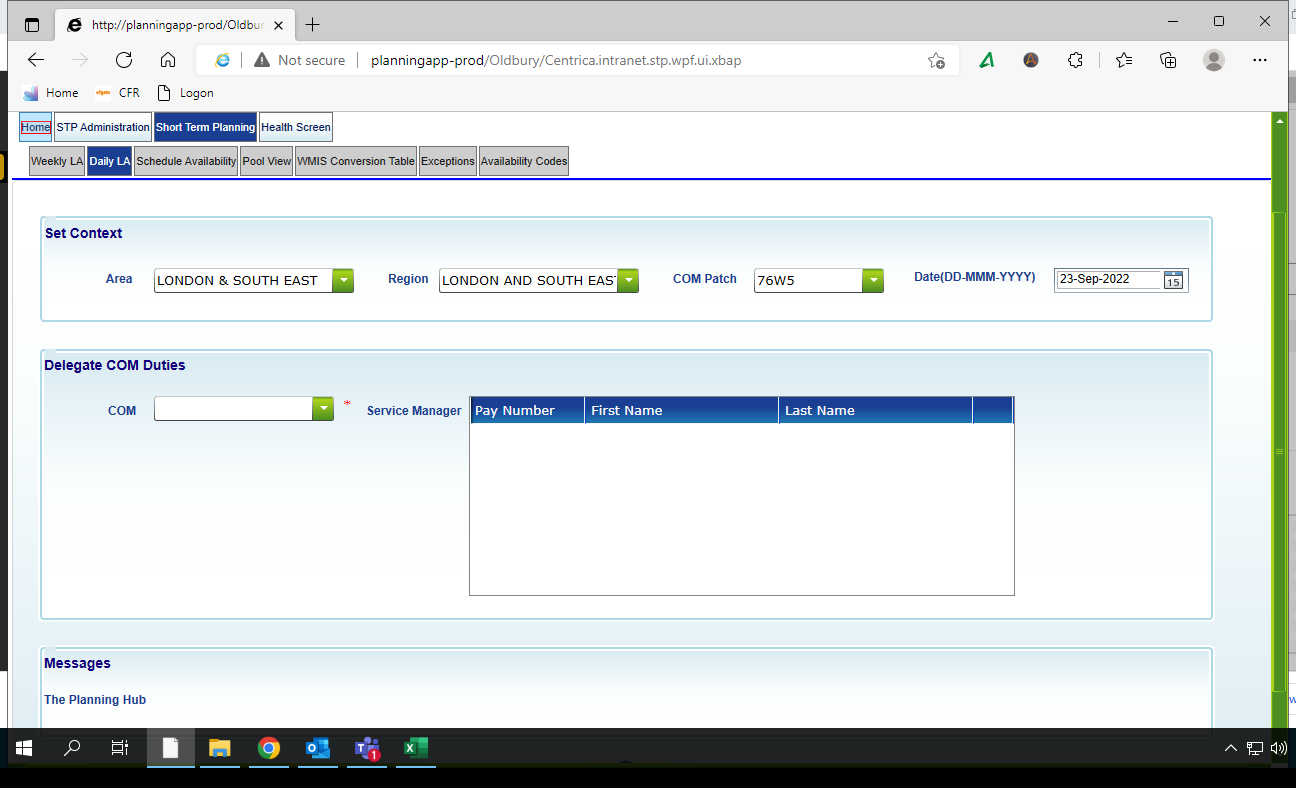 http://planningapp-prod/Oldbur
Not secure planningapp-prod/Oldbury/Centrica.intranet.stp.wpf.ui.xbap
Home CFR Logon
Home STP Administration Short Term Planning Health Screen
Weekly LA Daily LA Schedule Availability Pool View WMIS Conversion Table Exceptions Availability Codes
Set Context
Area LONDON & SOUTH EAST Region LONDON AND SOUTH EAS COM Patch 76W5 Date(DD-MMM-YYYY) 23-Sep-2022 15
Delegate COM Duties
COM * Service Manager Pay Number First Name Last Name
Messages
The Planning Hub
1